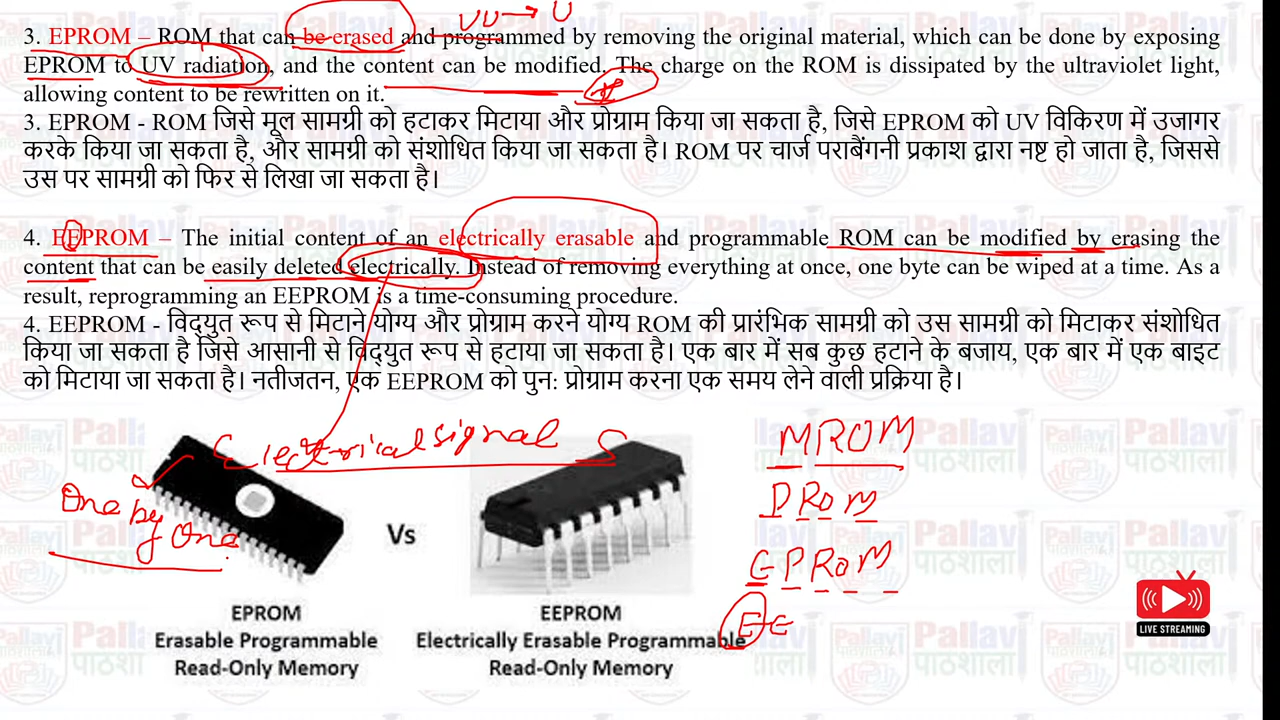 UV → U
3. EPROM – ROM that can be erased and programmed by removing the original material, which can be done by exposing
EPROM to UV radiation, and the content can be modified. The charge on the ROM is dissipated by the ultraviolet light,
allowing content to be rewritten on it.
3. EPROM - ROM जिसे मूल सामग्री को हटाकर मिटाया और प्रोग्राम किया जा सकता है, जिसे EPROM को UV विकिरण में उजागर
करके किया जा सकता है, और सामग्री को संशोधित किया जा सकता है। ROM पर चार्ज पराबैंगनी प्रकाश द्वारा नष्ट हो जाता है, जिससे
उस पर सामग्री को फिर से लिखा जा सकता है।
4. EEPROM – The initial content of an electrically erasable and programmable ROM can be modified by erasing the
content that can be easily deleted electrically. Instead of removing everything at once, one byte can be wiped at a time. As a
result, reprogramming an EEPROM is a time-consuming procedure.
4. EEPROM - विद्युत रूप से मिटाने योग्य और प्रोग्राम करने योग्य ROM की प्रारंभिक सामग्री को उस सामग्री को मिटाकर संशोधित
किया जा सकता है जिसे आसानी से विद्युत रूप से हटाया जा सकता है। एक बार में सब कुछ हटाने के बजाय, एक बार में एक बाइट
को मिटाया जा सकता है। नतीजतन, एक EEPROM को पुन: प्रोग्राम करना एक समय लेने वाली प्रक्रिया है।
Electrical signal
One by One
MROM
PROM
EPROM
EE
Vs
EPROM
Erasable Programmable
Read-Only Memory
EEPROM
Electrically Erasable Programmable
Read-Only Memory
LIVE STREAMING
Pallavi
पाठशाला